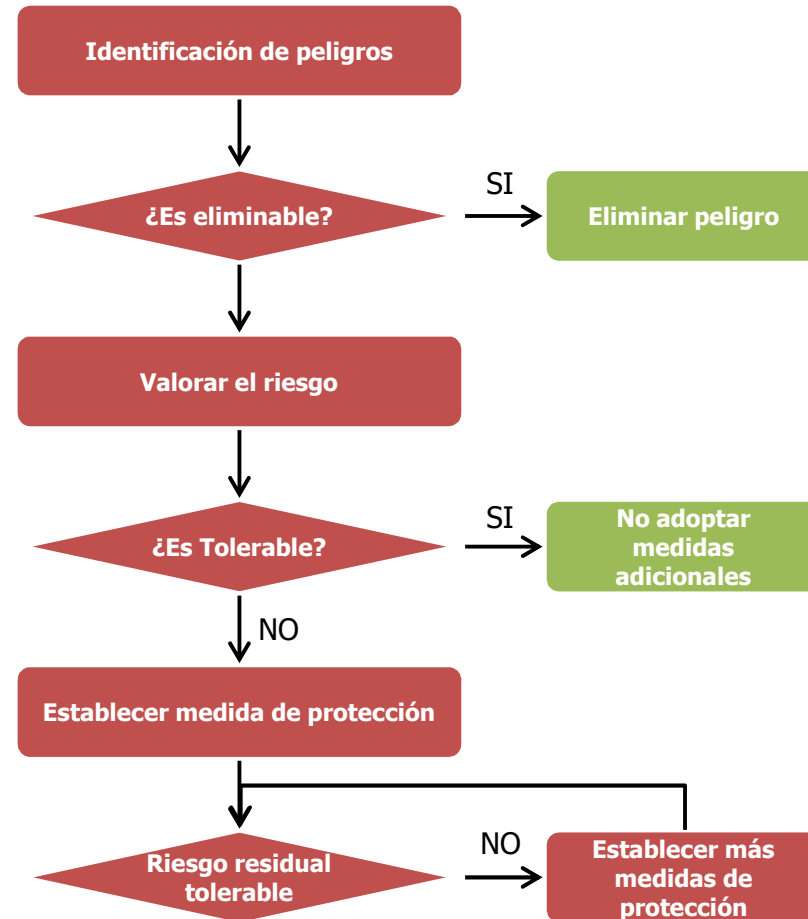 Identificación de peligros
¿Es eliminable?
SI
Eliminar peligro
Valorar el riesgo
¿Es Tolerable?
SI
No adoptar
medidas
adicionales
NO
Establecer medida de protección
Riesgo residual
tolerable
NO
Establecer más
medidas de
protección